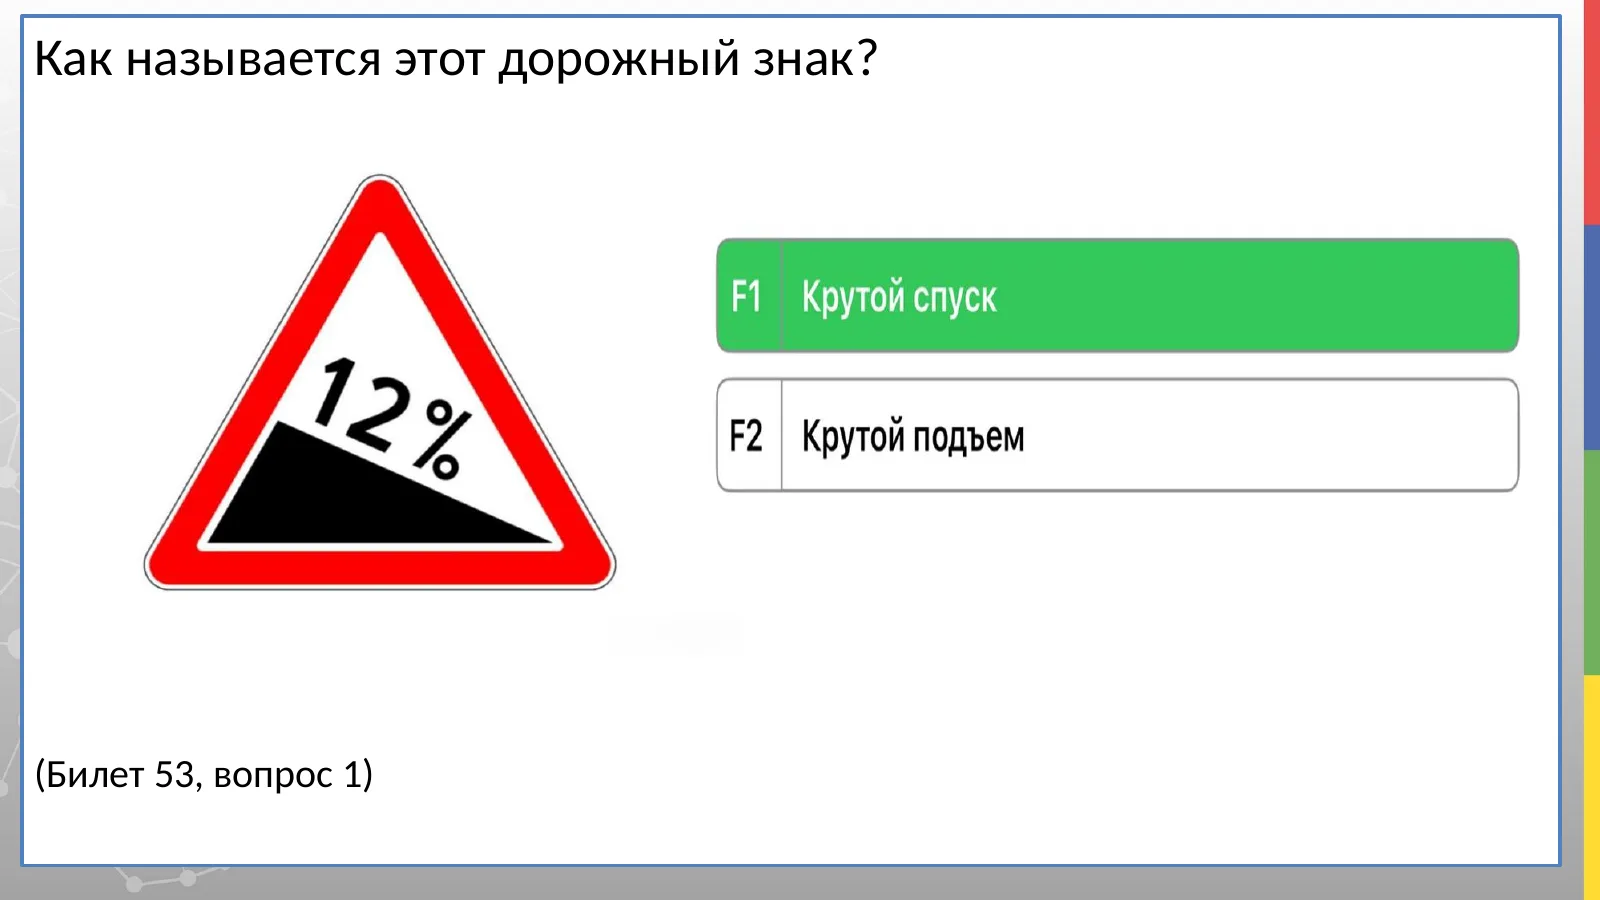 Как называется этот дорожный знак?
12%
F1 Крутой спуск
F2 Крутой подъем
(Билет 53, вопрос 1)